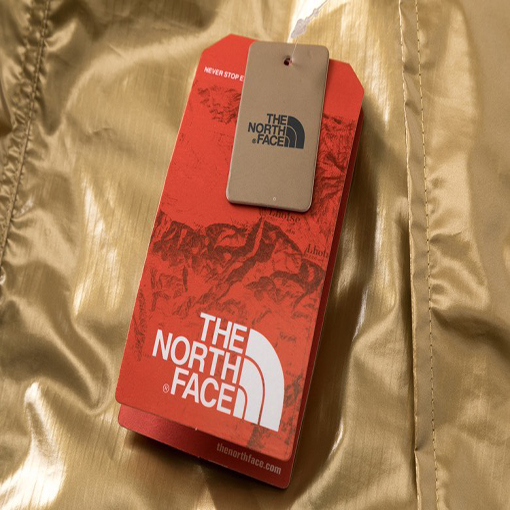 NEVER STOP E
THE
NORTH
FACE
THE
NORTH
® FACE
thenorthface.com